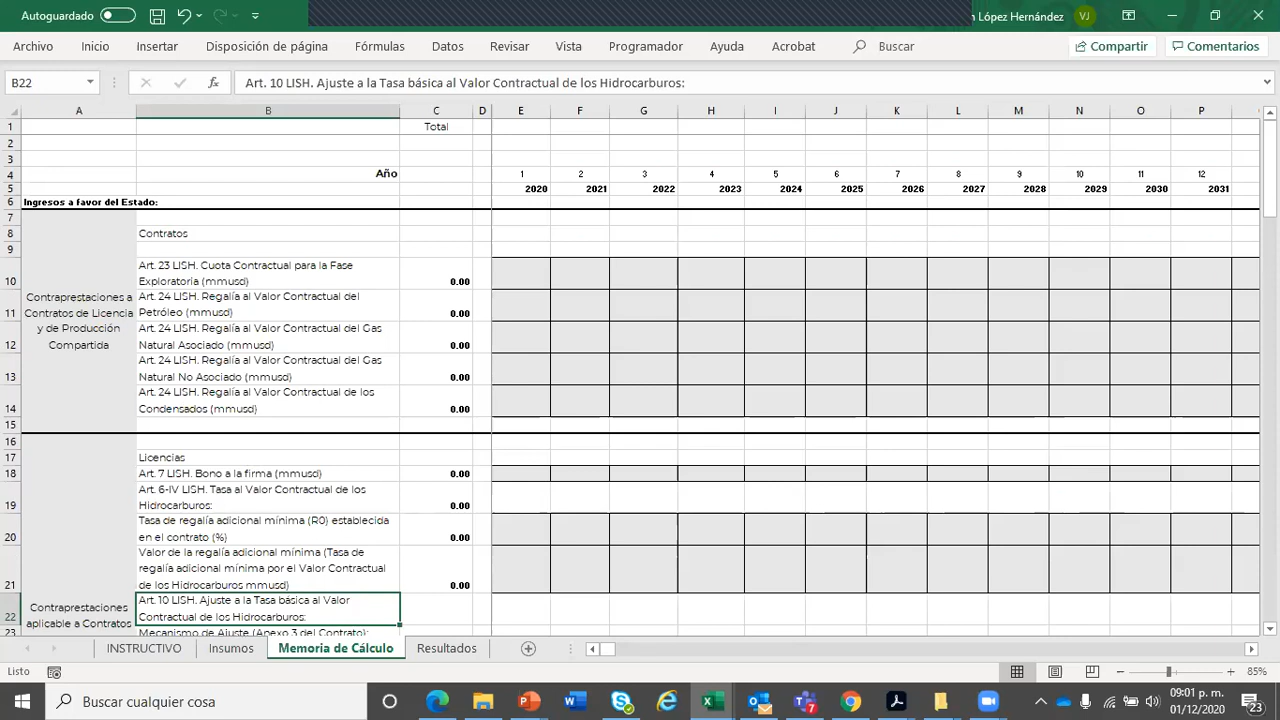 Autoguardado
n López Hernández VJ
Archivo Inicio Insertar Disposición de página Fórmulas Datos Revisar Vista Programador Ayuda Acrobat Buscar Compartir Comentarios
B22 fx Art. 10 LISH. Ajuste a la Tasa básica al Valor Contractual de los Hidrocarburos:
A B C D E F G H I J K L M N O P
1 Total
2
3
4 Año 1 2 3 4 5 6 7 8 9 10 11 12
5 2020 2021 2022 2023 2024 2025 2026 2027 2028 2029 2030 2031
6 Ingresos a favor del Estado:
7
8 Contratos
9
Contraprestaciones a
Contratos de Licencia
y de Producción
Compartida
Art. 23 LISH. Cuota Contractual para la Fase
10 Exploratoria (mmusd) 0.00
Art. 24 LISH. Regalía al Valor Contractual del
11 Petróleo (mmusd) 0.00
Art. 24 LISH. Regalía al Valor Contractual del Gas
12 Natural Asociado (mmusd) 0.00
Art. 24 LISH. Regalía al Valor Contractual del Gas
13 Natural No Asociado (mmusd) 0.00
Art. 24 LISH. Regalía al Valor Contractual de los
14 Condensados (mmusd) 0.00
15
16
17 Licencias
18 Art. 7 LISH. Bono a la firma (mmusd) 0.00
Art. 6-IV LISH. Tasa al Valor Contractual de los
19 Hidrocarburos: 0.00
Tasa de regalía adicional mínima (R0) establecida
20 en el contrato (%) 0.00
Valor de la regalía adicional mínima (Tasa de
regalía adicional mínima por el Valor Contractual
21 de los Hidrocarburos mmusd) 0.00
Contraprestaciones
aplicable a Contratos
Art. 10 LISH. Ajuste a la Tasa básica al Valor
22 Contractual de los Hidrocarburos:
23 Mecanismo de Ajuste (Anexo 3 del Contrato):
INSTRUCTIVO Insumos Memoria de Cálculo Resultados
Listo 85%
Buscar cualquier cosa
09:01 p. m.
01/12/2020
23